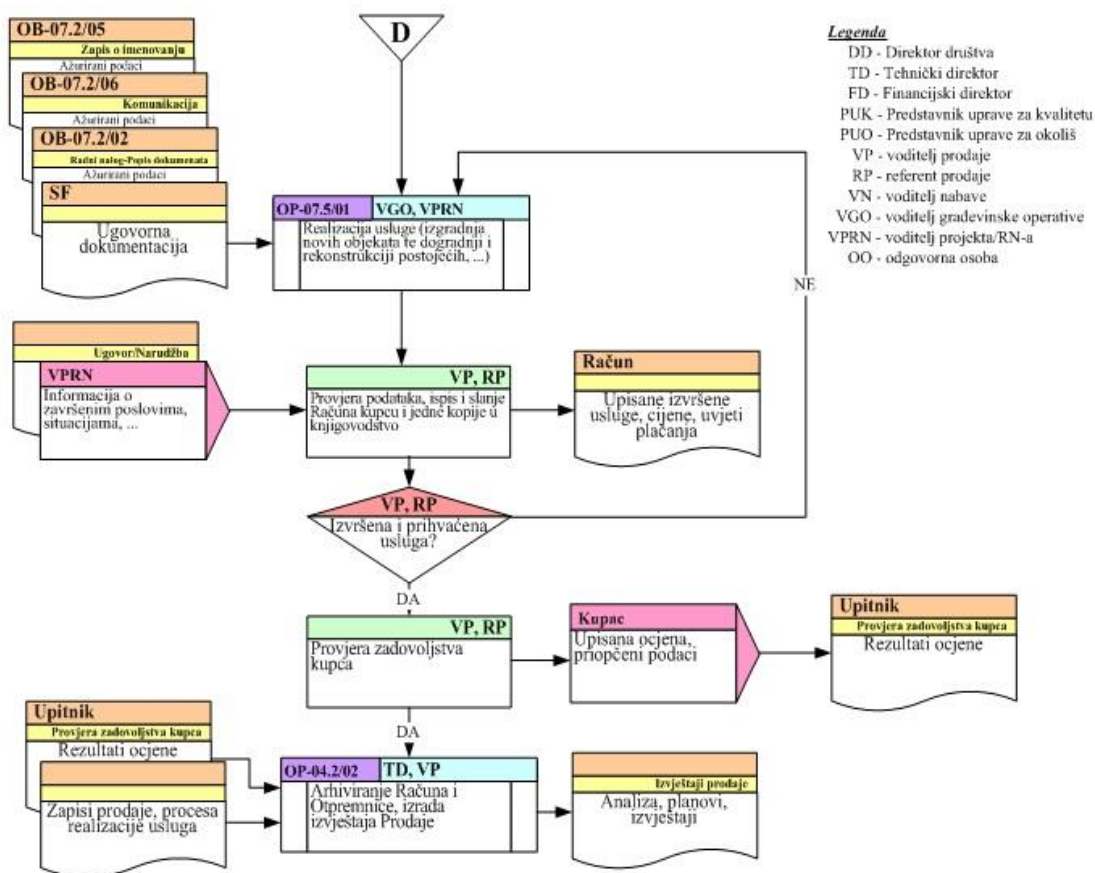 OB-07.2/05
Zapis o imenovanju
Ažurirani podaci
OB-07.2/06
Komunikacija
Ažurirani podaci
OB-07.2/02
Radni nalog-Popis dokumenata
Ažurirani podaci
SF
Ugovorna
dokumentacija
D
OP-07.5/01
VGO, VPRN
Realizacija usluge (izgradnja
novih objekata te dogradnji i
rekonstrukciji postojećih, ...)
Legenda
DD - Direktor društva
TD - Tehnički direktor
FD - Financijski direktor
PUK - Predstavnik uprave za kvalitetu
PUO - Predstavnik uprave za okoliš
VP - voditelj prodaje
RP - referent prodaje
VN - voditelj nabave
VGO - voditelj građevinske operative
VPRN - voditelj projekta/RN-a
OO - odgovorna osoba
NE
Ugovor/Narudžba
VPRN
Informacija o
završenim poslovima,
situacijama, ...
VP, RP
Provjera podataka, ispis i slanje
Računa kupcu i jedne kopije u
knjigovodstvo
Račun
Upisane izvršene
usluge, cijene, uvjeti
plačanja
VP, RP
Izvršena i prihvaćena
usluga?
DA
VP, RP
Provjera zadovoljstva
kupca
Kupac
Upisana ocjena,
priopčeni podaci
Upitnik
Provjera zadovoljstva kupca
Rezultati ocjene
DA
Upitnik
Provjera zadovoljstva kupca
Rezultati ocjene
Zapisi prodaje, procesa
realizacije usluga
OP-04.2/02
TD, VP
Arhiviranje Računa i
Otpremnice, izrada
izvještaja Prodaje
Izvještaji prodaje
Analiza, planovi,
izvještaji